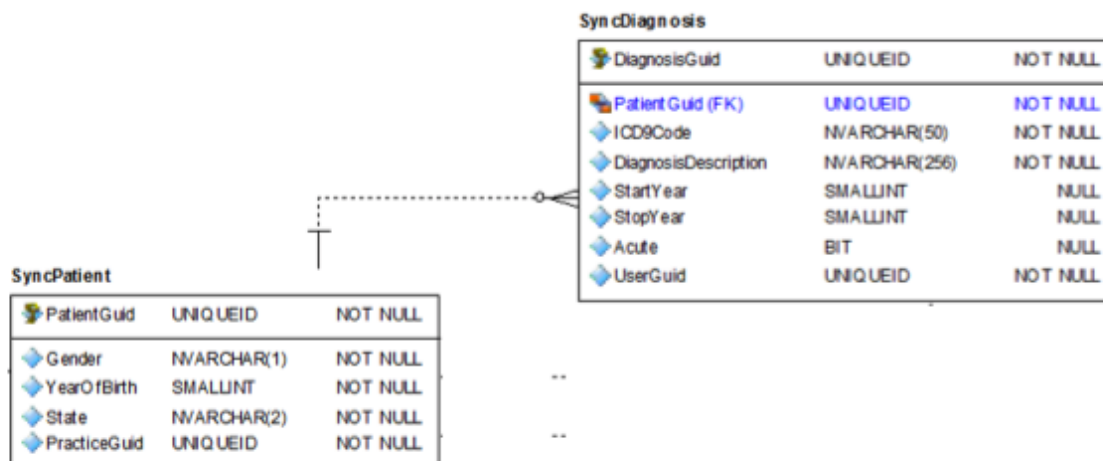 SyncDiagnosis
DiagnosisGuid UNIQUEID NOT NULL
PatientGuid (FK) UNIQUEID NOT NULL
ICD9Code NVARCHAR(50) NOT NULL
DiagnosisDescription NVARCHAR(256) NOT NULL
StartYear SMALLINT NULL
StopYear SMALLINT NULL
Acute BIT NULL
UserGuid UNIQUEID NOT NULL
SyncPatient
PatientGuid UNIQUEID NOT NULL
Gender NVARCHAR(1) NOT NULL
YearOfBirth SMALLINT NOT NULL
State NVARCHAR(2) NOT NULL
PracticeGuid UNIQUEID NOT NULL